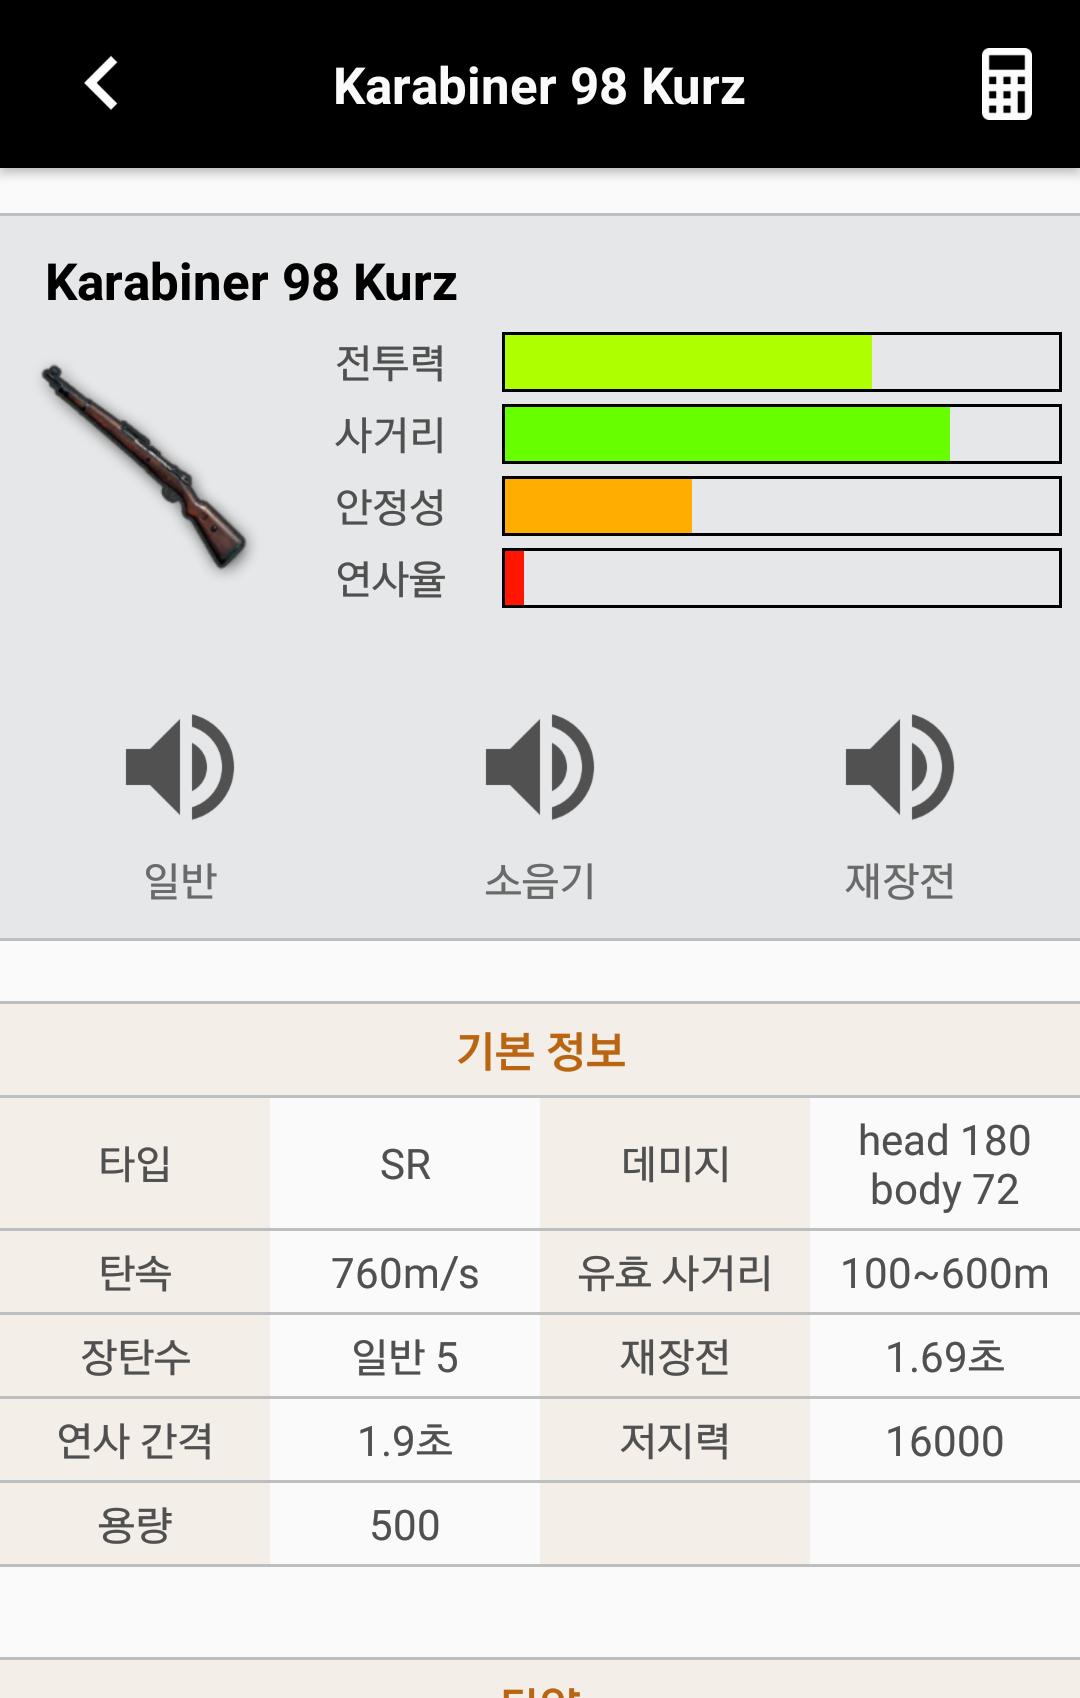 Karabiner 98 Kurz
Karabiner 98 Kurz
전투력
사거리
안정성
연사율
일반 소음기 재장전
기본 정보
타입 SR 데미지 head 180
body 72
탄속 760m/s 유효 사거리 100~600m
장탄수 일반 5 재장전 1.69초
연사 간격 1.9초 저지력 16000
용량 500